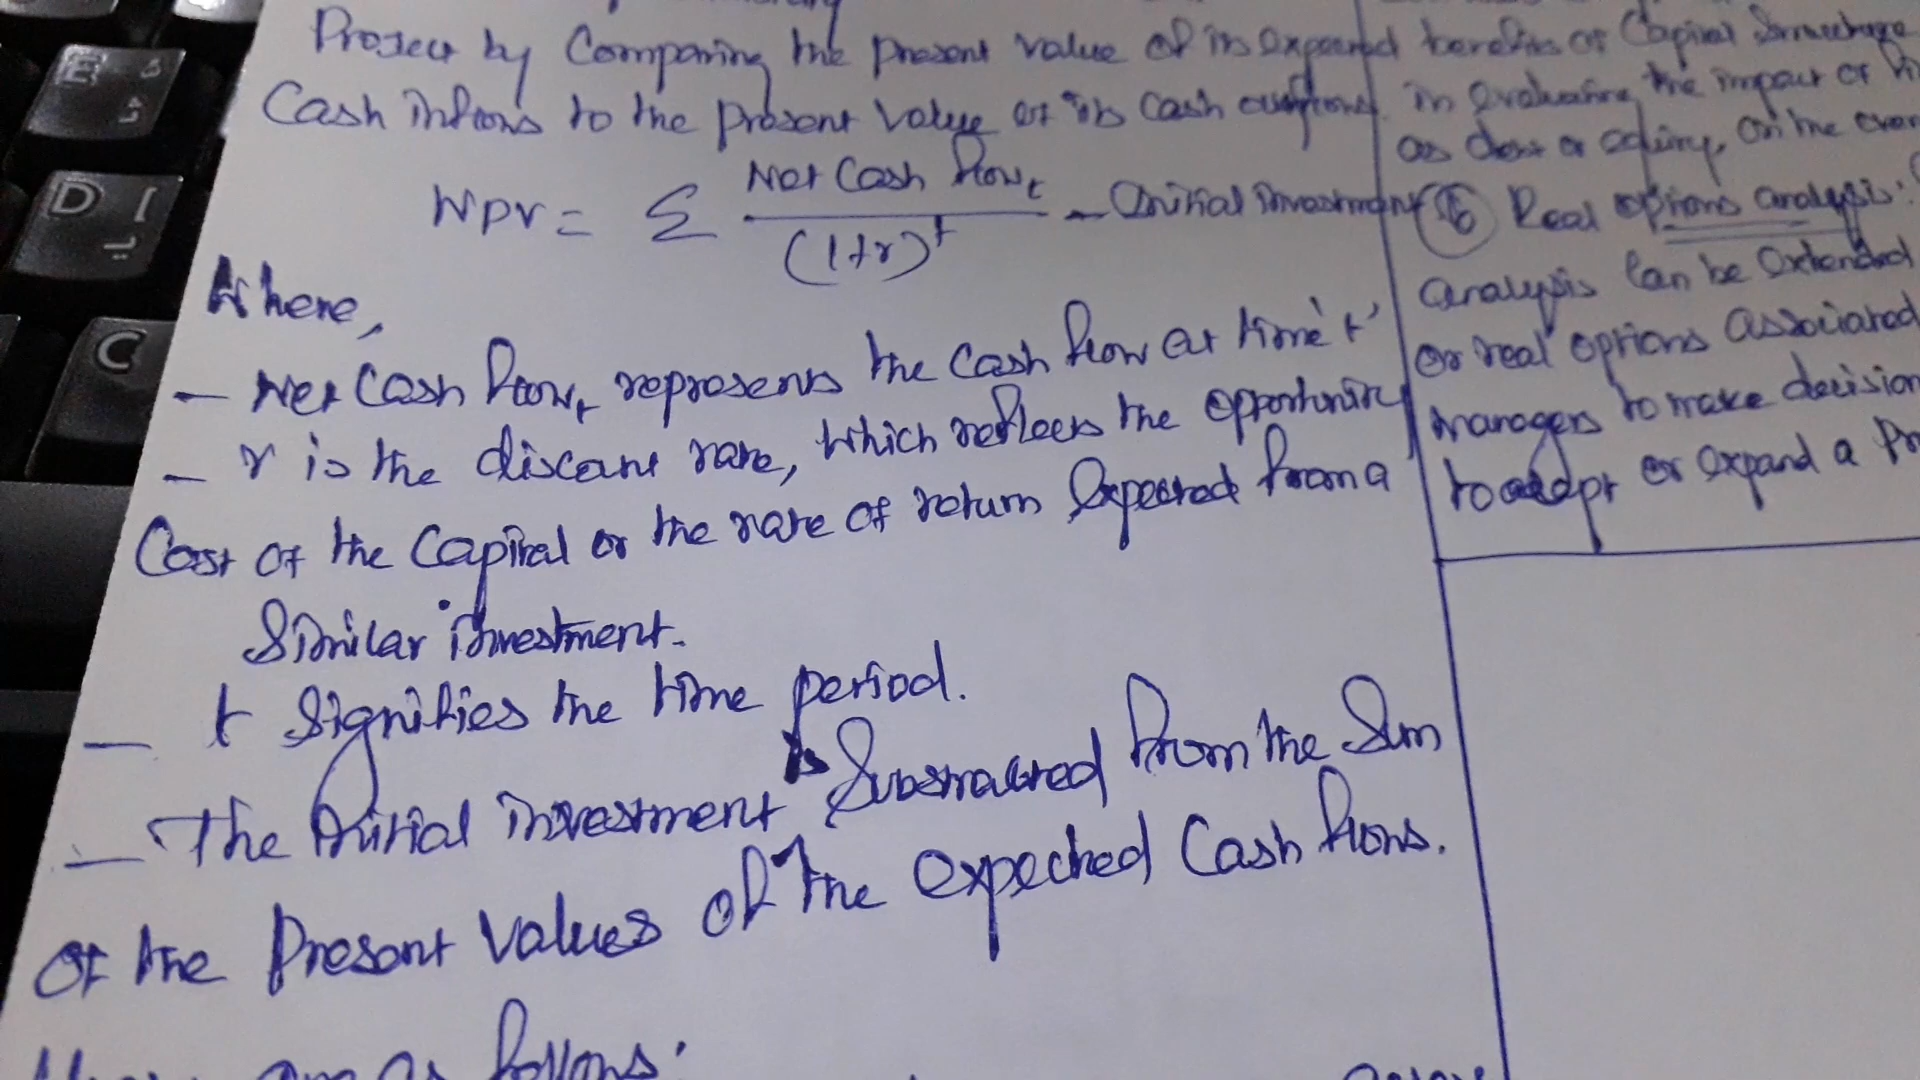 Project by Comparing the present value of its expected
Cash inflows to the present value of its cash outflows.
NPV = Σ Net Cash flow_t / (1+r)^t - Initial Investment
Where,
- Net Cash flow_t represents the cash flow at time 't'
- r is the discount rate, which reflects the opportunity
Cost of the Capital or the rate of return expected from a
Similar investment.
- t signifies the time period.
- The initial investment is Substracted from the Sum
of the Present values of the expected Cash flows.
as follows:
benefits of Capital Structure
in evaluating the impact of
as debt or equity, on the
⑥ Real options analysis:
analysis can be extended
or real options associated
managers to make decision
to adapt or expand a
E
D [
C